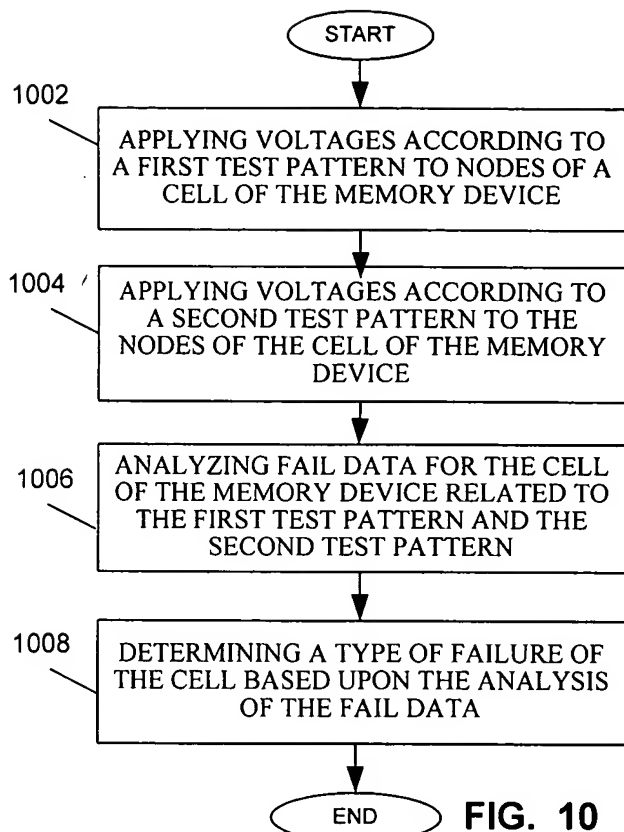 START
1002
APPLYING VOLTAGES ACCORDING TO
A FIRST TEST PATTERN TO NODES OF A
CELL OF THE MEMORY DEVICE
1004
APPLYING VOLTAGES ACCORDING TO
A SECOND TEST PATTERN TO THE
NODES OF THE CELL OF THE MEMORY
DEVICE
1006
ANALYZING FAIL DATA FOR THE CELL
OF THE MEMORY DEVICE RELATED TO
THE FIRST TEST PATTERN AND THE
SECOND TEST PATTERN
1008
DETERMINING A TYPE OF FAILURE OF
THE CELL BASED UPON THE ANALYSIS
OF THE FAIL DATA
END
FIG. 10